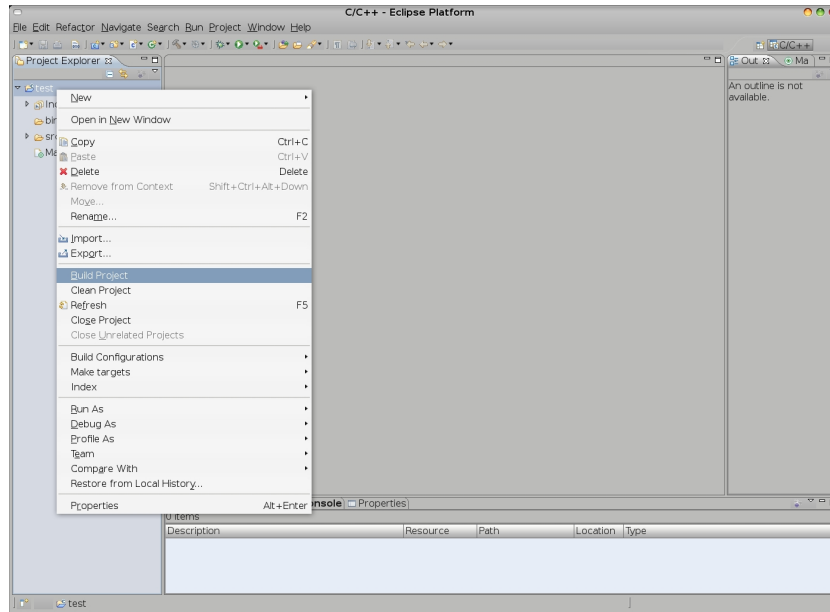 C/C++ - Eclipse Platform
File Edit Refactor Navigate Search Run Project Window Help
C/C++
Project Explorer
Out Ma
An outline is not
available.
test
bin
New
Open in New Window
Copy Ctrl+C
Paste Ctrl+V
Delete Delete
Remove from Context Shift+Ctrl+Alt+Down
Move...
Rename... F2
Import...
Export...
Build Project
Clean Project
Refresh F5
Close Project
Close Unrelated Projects
Build Configurations
Make targets
Index
Run As
Debug As
Profile As
Team
Compare With
Restore from Local History...
Properties Alt+Enter
nsole Properties
0 items
Description Resource Path Location Type
test